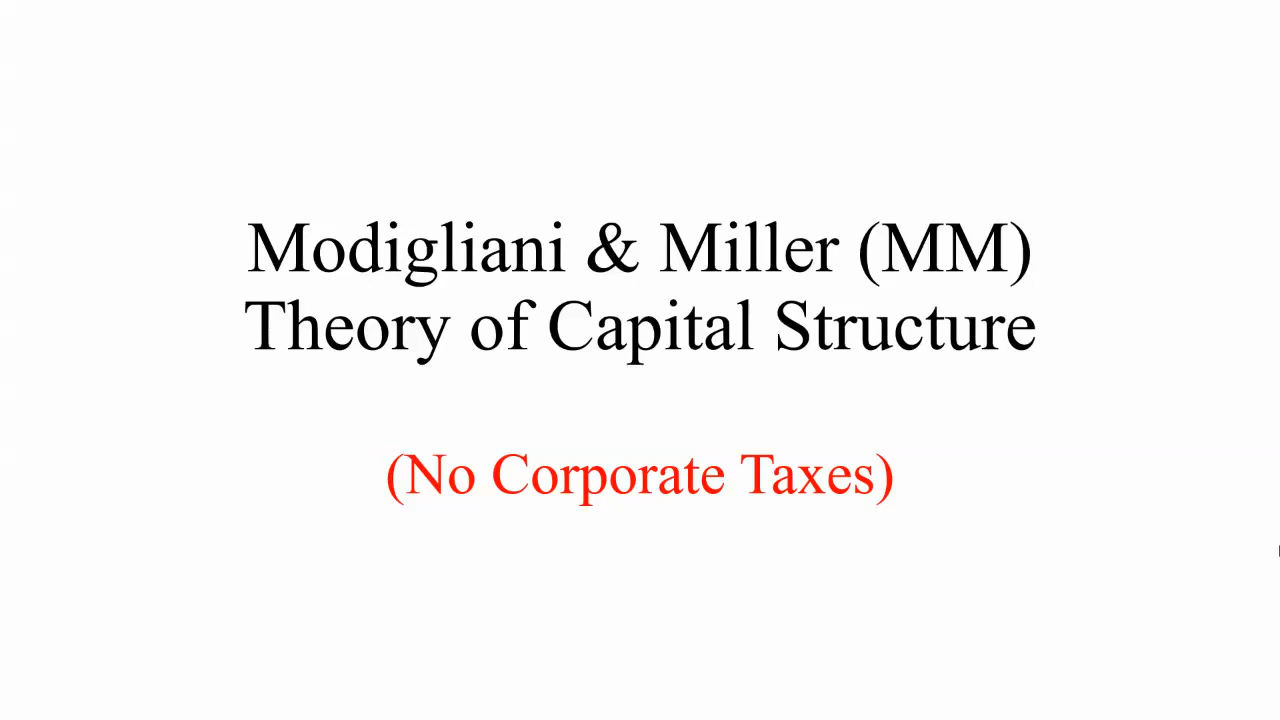 Modigliani & Miller (MM)
Theory of Capital Structure
(No Corporate Taxes)